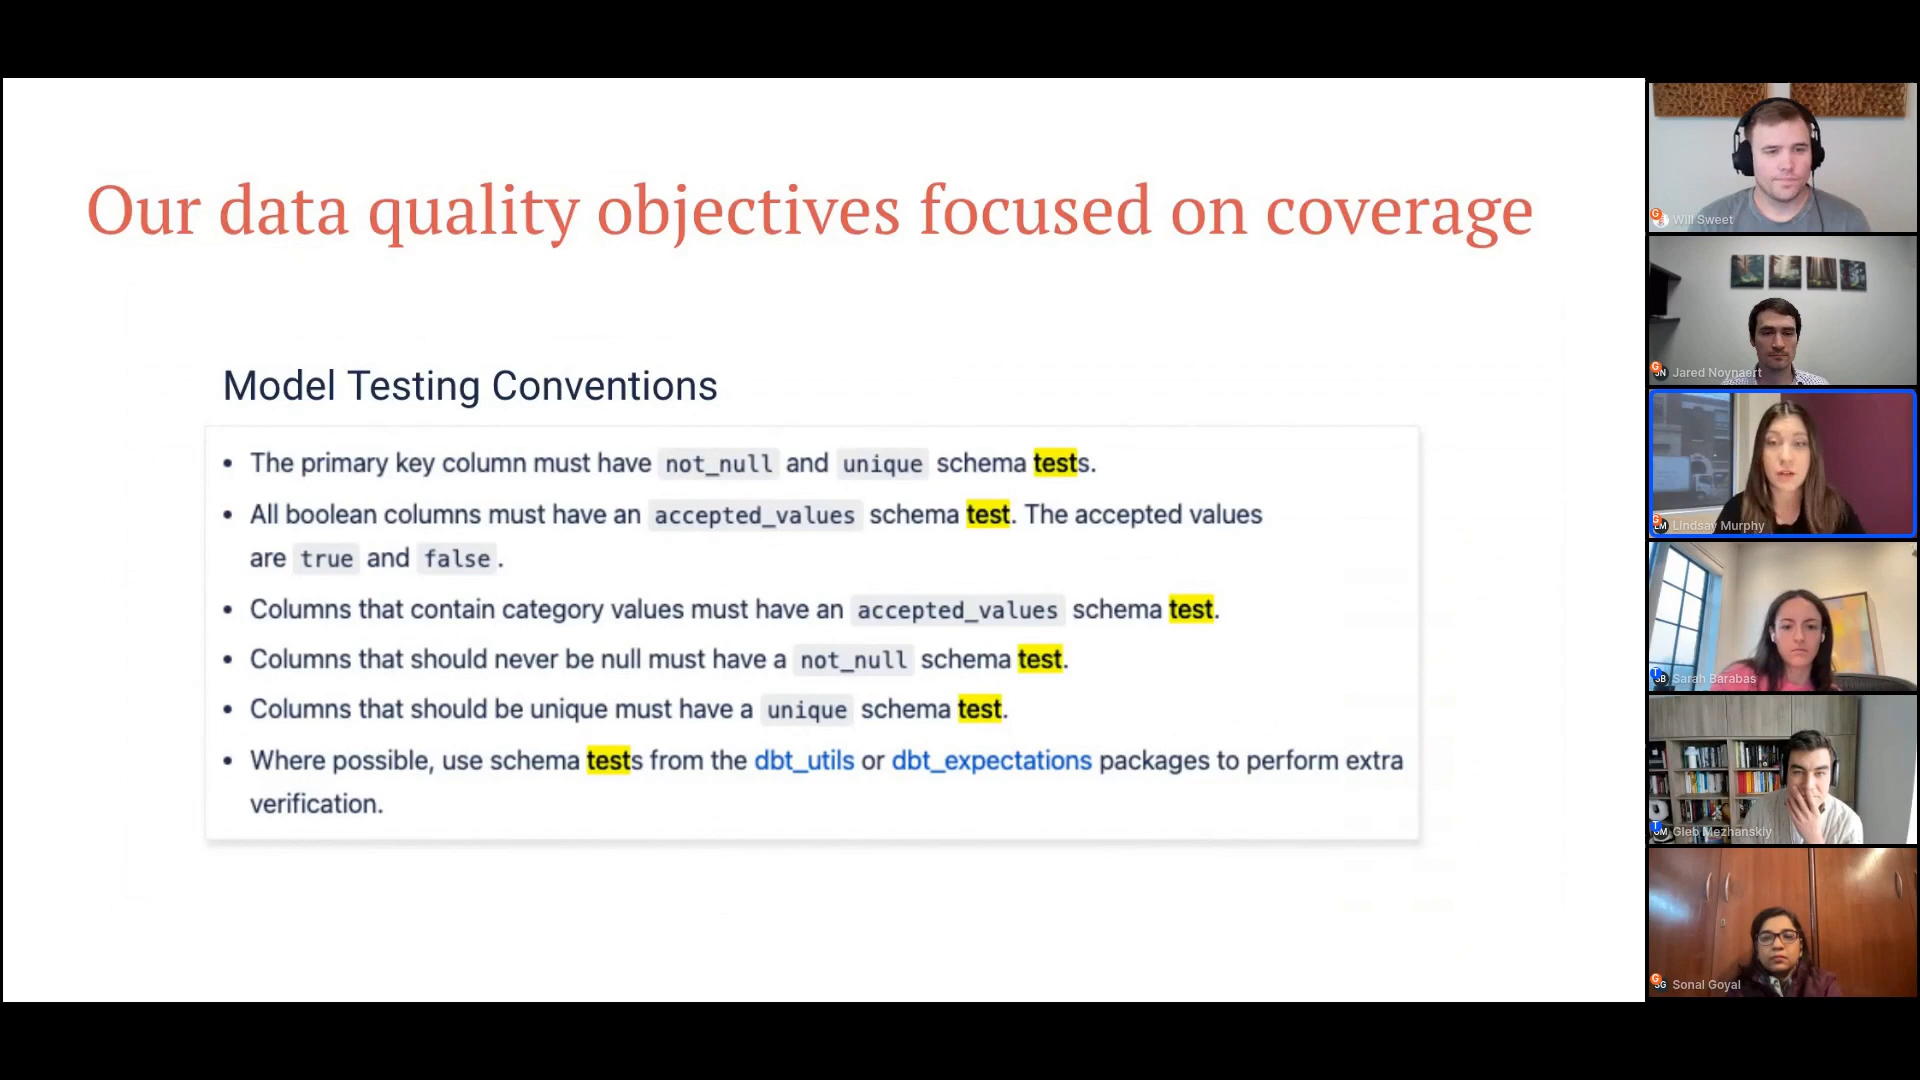 Our data quality objectives focused on coverage
Model Testing Conventions
• The primary key column must have not_null and unique schema tests.
• All boolean columns must have an accepted_values schema test. The accepted values
are true and false.
• Columns that contain category values must have an accepted_values schema test.
• Columns that should never be null must have a not_null schema test.
• Columns that should be unique must have a unique schema test.
• Where possible, use schema tests from the dbt_utils or dbt_expectations packages to perform extra
verification.
Will Sweet
Jared Noynaert
Lindsay Murphy
Sarah Barabas
Gleb Mezhanskiy
Sonal Goyal